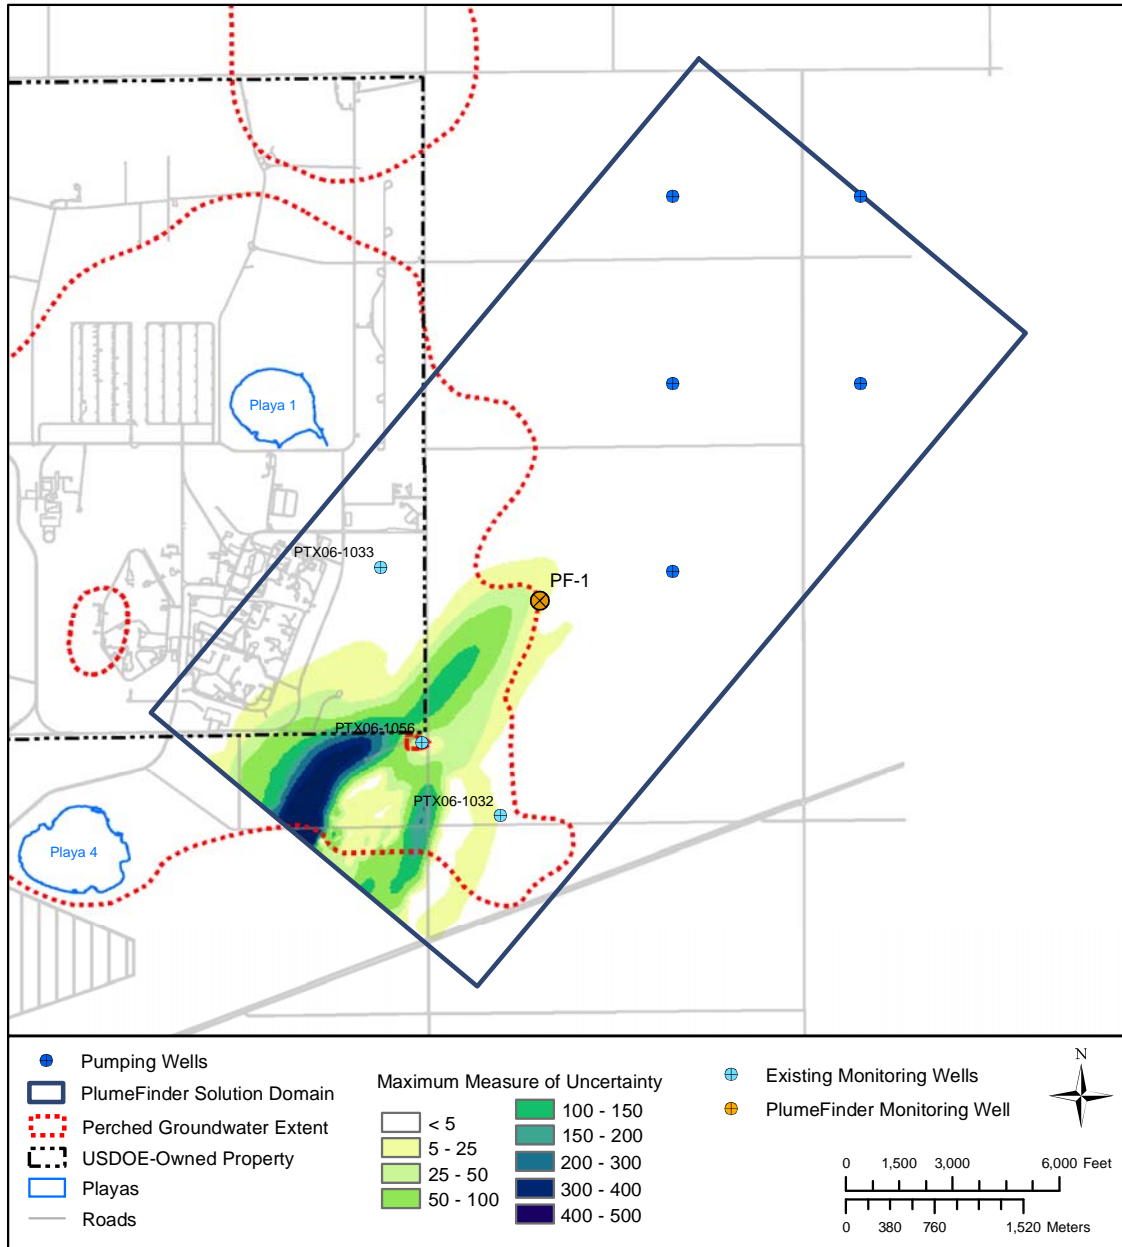 Playa 1
PTX06-1033
PF-1
PTX06-1056
PTX06-1032
Playa 4
Pumping Wells
PlumeFinder Solution Domain
Perched Groundwater Extent
USDOE-Owned Property
Playas
Roads
Maximum Measure of Uncertainty
< 5
5 - 25
25 - 50
50 - 100
100 - 150
150 - 200
200 - 300
300 - 400
400 - 500
Existing Monitoring Wells
PlumeFinder Monitoring Well
N
0 1,500 3,000 6,000 Feet
0 380 760 1,520 Meters